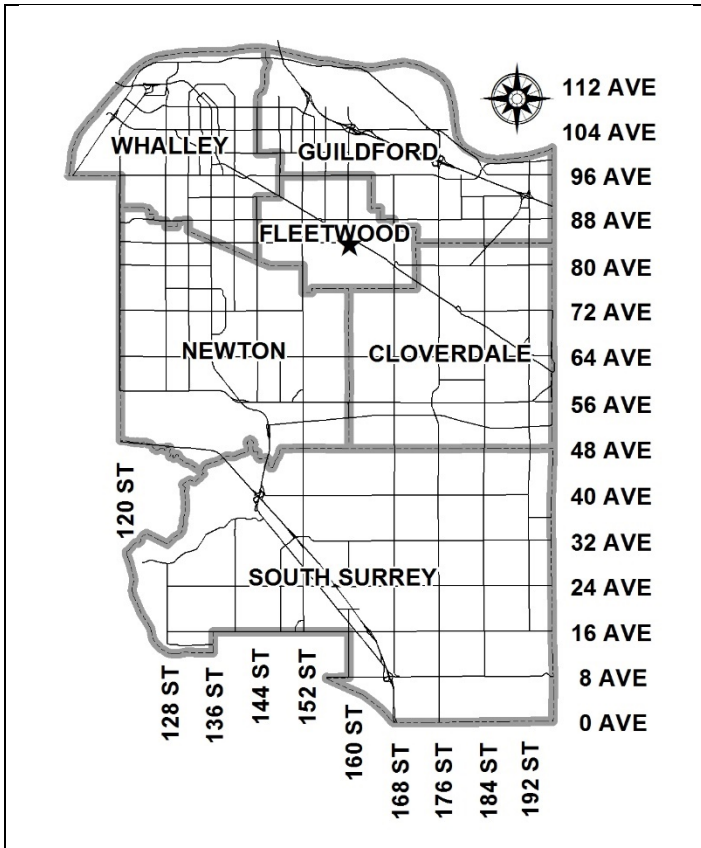 112 AVE
104 AVE
WHALLEY
GUILDFORD
96 AVE
88 AVE
FLEETWOOD
80 AVE
72 AVE
NEWTON
CLOVERDALE
64 AVE
56 AVE
48 AVE
120 ST
40 AVE
32 AVE
SOUTH SURREY
24 AVE
16 AVE
8 AVE
128 ST
136 ST
144 ST
152 ST
160 ST
0 AVE
168 ST
176 ST
184 ST
192 ST